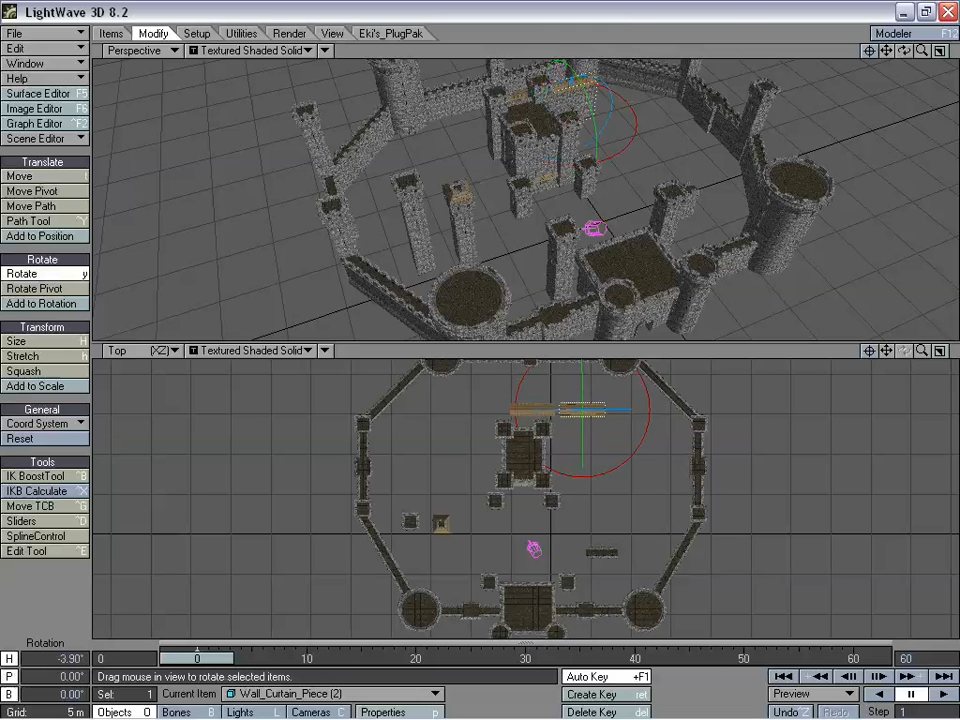 LightWave 3D 8.2
Items Modify Setup Utilities Render View Eki's_PlugPak Modeler F12
File
Edit
Window
Help
Surface Editor F5
Image Editor F6
Graph Editor ^F2
Scene Editor
Translate
Move t
Move Pivot
Move Path
Path Tool ^Y
Add to Position
Rotate
Rotate y
Rotate Pivot
Add to Rotation
Transform
Size H
Stretch h
Squash
Add to Scale
General
Coord System
Reset
Tools
IK BoostTool ^B
IKB Calculate ^X
Move TCB ^G
Sliders
SplineControl
Edit Tool ^E
Perspective Textured Shaded Solid
Top (XZ) Textured Shaded Solid
Rotation
H -3.90°
P 0.00°
B 0.00°
Grid: 5 m
0 0 10 20 30 40 50 60 60
Drag mouse in view to rotate selected items.
Sel: 1 Current Item Wall_Curtain_Piece (2)
Objects O Bones B Lights L Cameras C Properties p
Auto Key +F1
Create Key ret
Delete Key del
Preview
Undo ^Z Redo Step 1